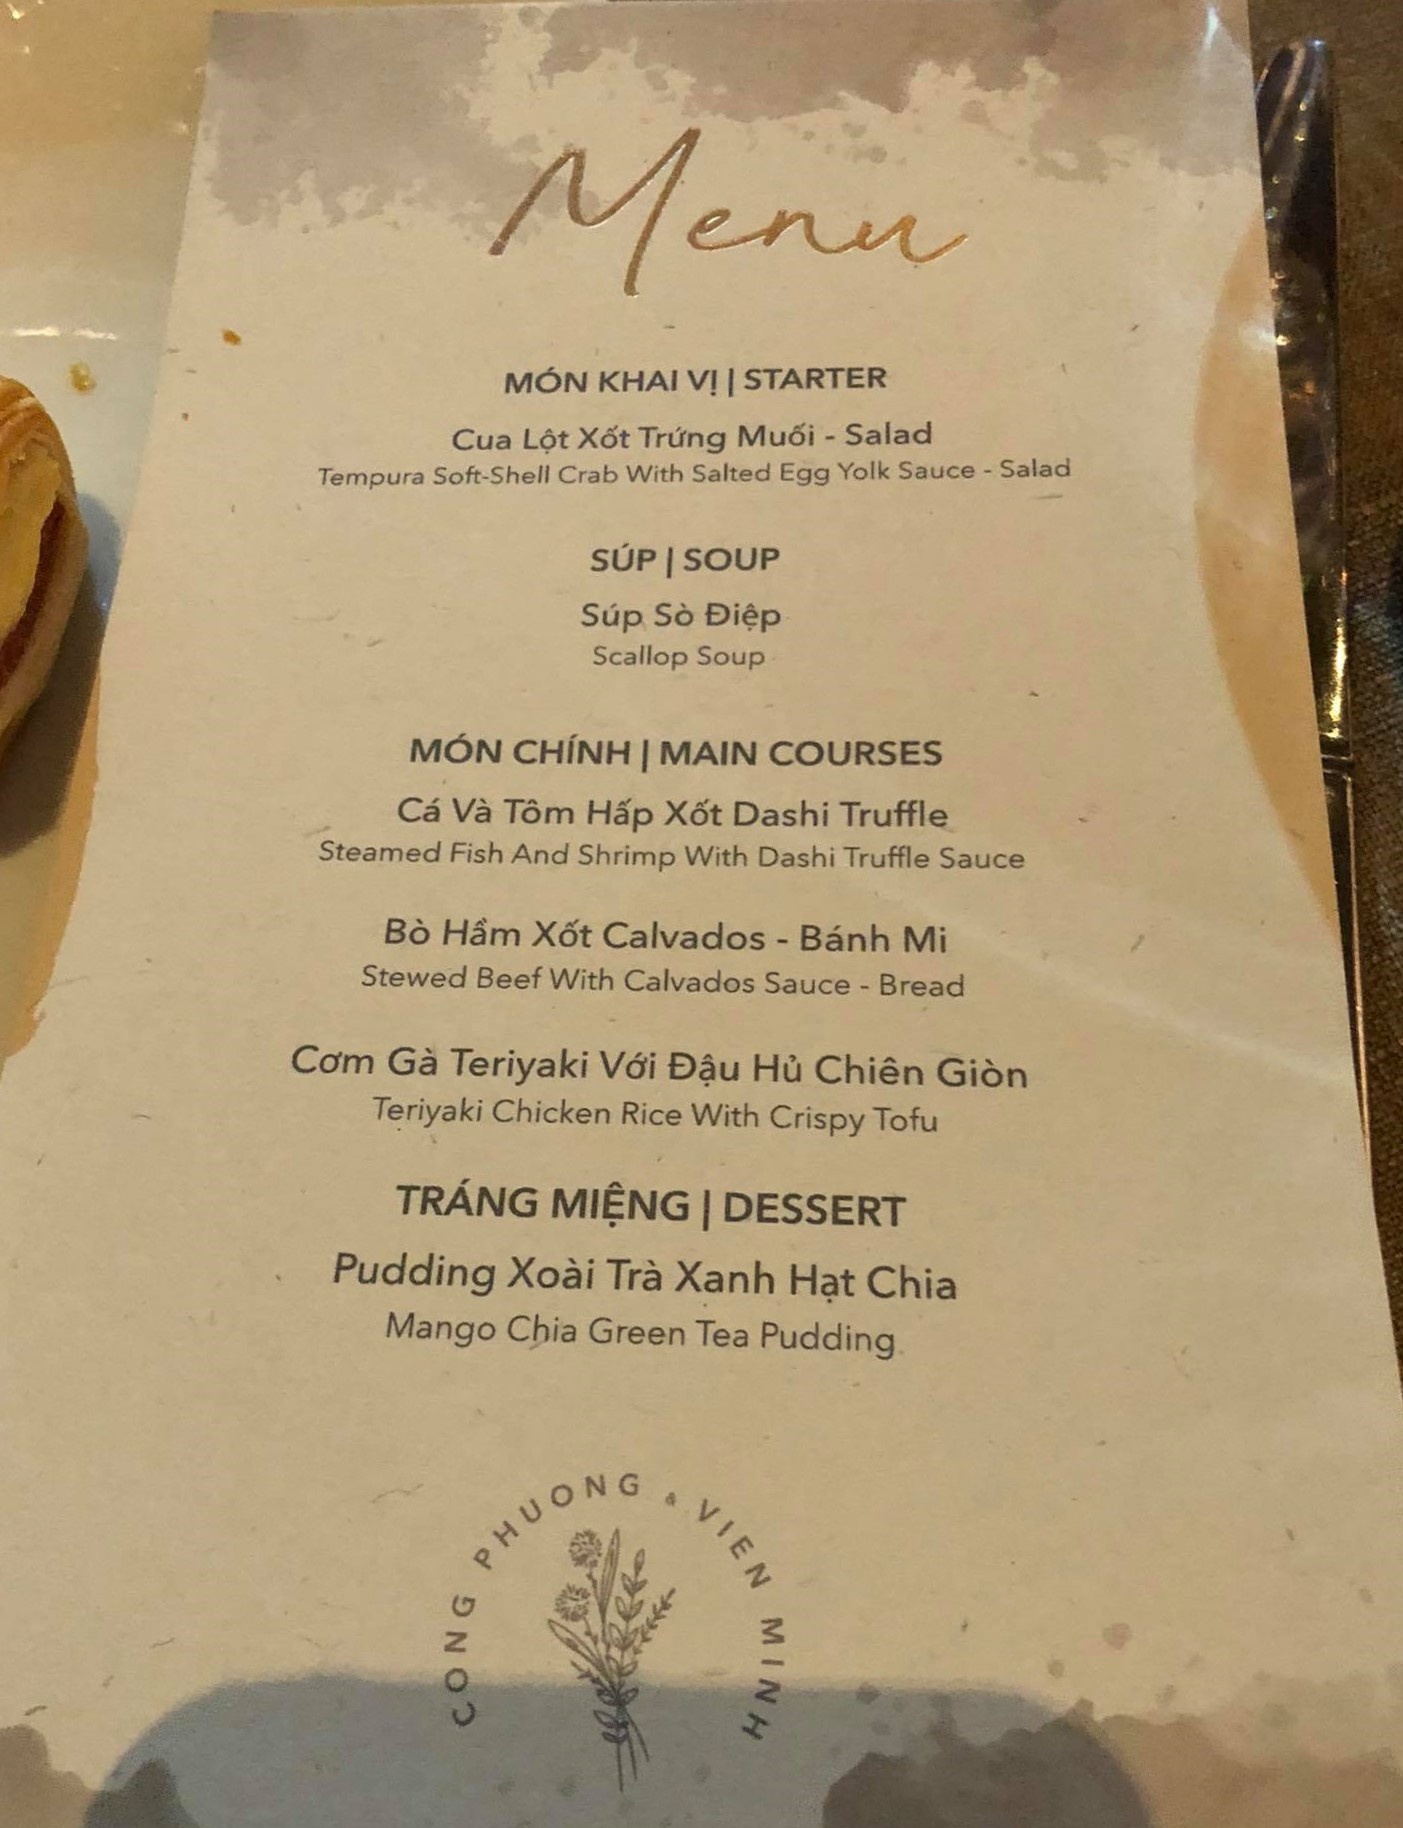 Menu
MÓN KHAI VỊ | STARTER
Cua Lột Xốt Trứng Muối - Salad
Tempura Soft-Shell Crab With Salted Egg Yolk Sauce - Salad
SÚP | SOUP
Súp Sò Điệp
Scallop Soup
MÓN CHÍNH | MAIN COURSES
Cá Và Tôm Hấp Xốt Dashi Truffle
Steamed Fish And Shrimp With Dashi Truffle Sauce
Bò Hầm Xốt Calvados - Bánh Mi
Stewed Beef With Calvados Sauce - Bread
Cơm Gà Teriyaki Với Đậu Hủ Chiên Giòn
Teriyaki Chicken Rice With Crispy Tofu
TRÁNG MIỆNG | DESSERT
Pudding Xoài Trà Xanh Hạt Chia
Mango Chia Green Tea Pudding
CONG PHUONG & VIEN MINH